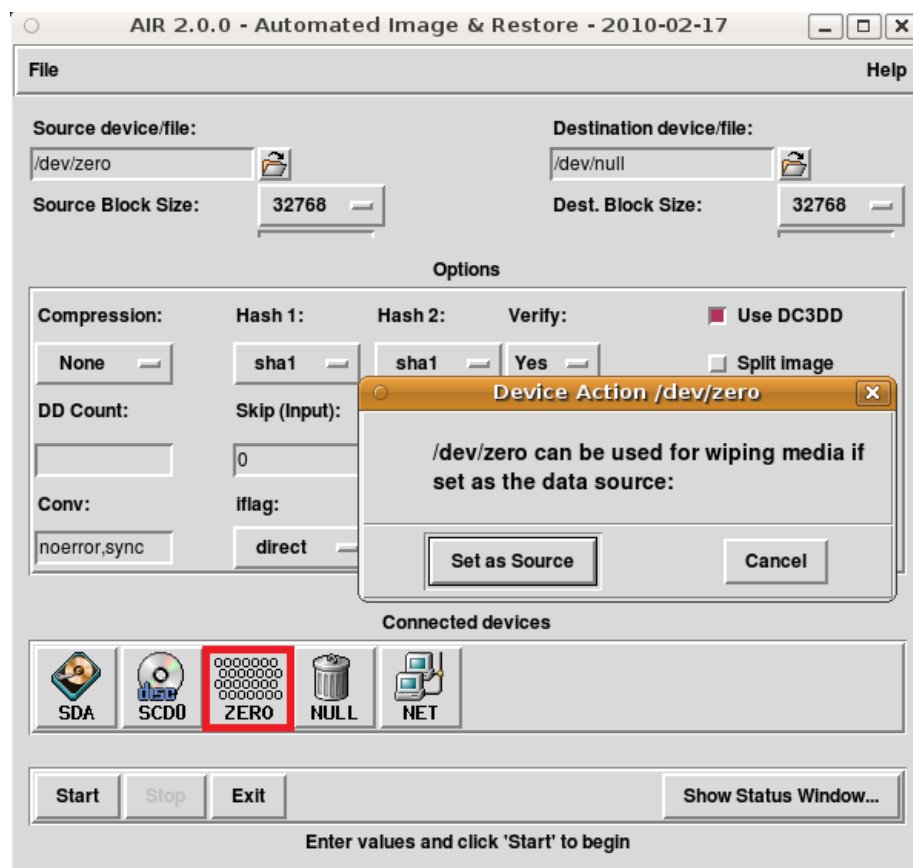 AIR 2.0.0 - Automated Image & Restore - 2010-02-17
File Help
Source device/file: Destination device/file:
/dev/zero /dev/null
Source Block Size: 32768 Dest. Block Size: 32768
Options
Compression: Hash 1: Hash 2: Verify: Use DC3DD
None sha1 sha1 Yes Split image
Device Action /dev/zero
DD Count: Skip (Input):
0
/dev/zero can be used for wiping media if
set as the data source:
Conv: iflag:
noerror,sync direct
Set as Source Cancel
Connected devices
0000000
0000000
0000000
0000000
disc
SDA SCD0 ZERO NULL NET
Start Stop Exit Show Status Window...
Enter values and click 'Start' to begin